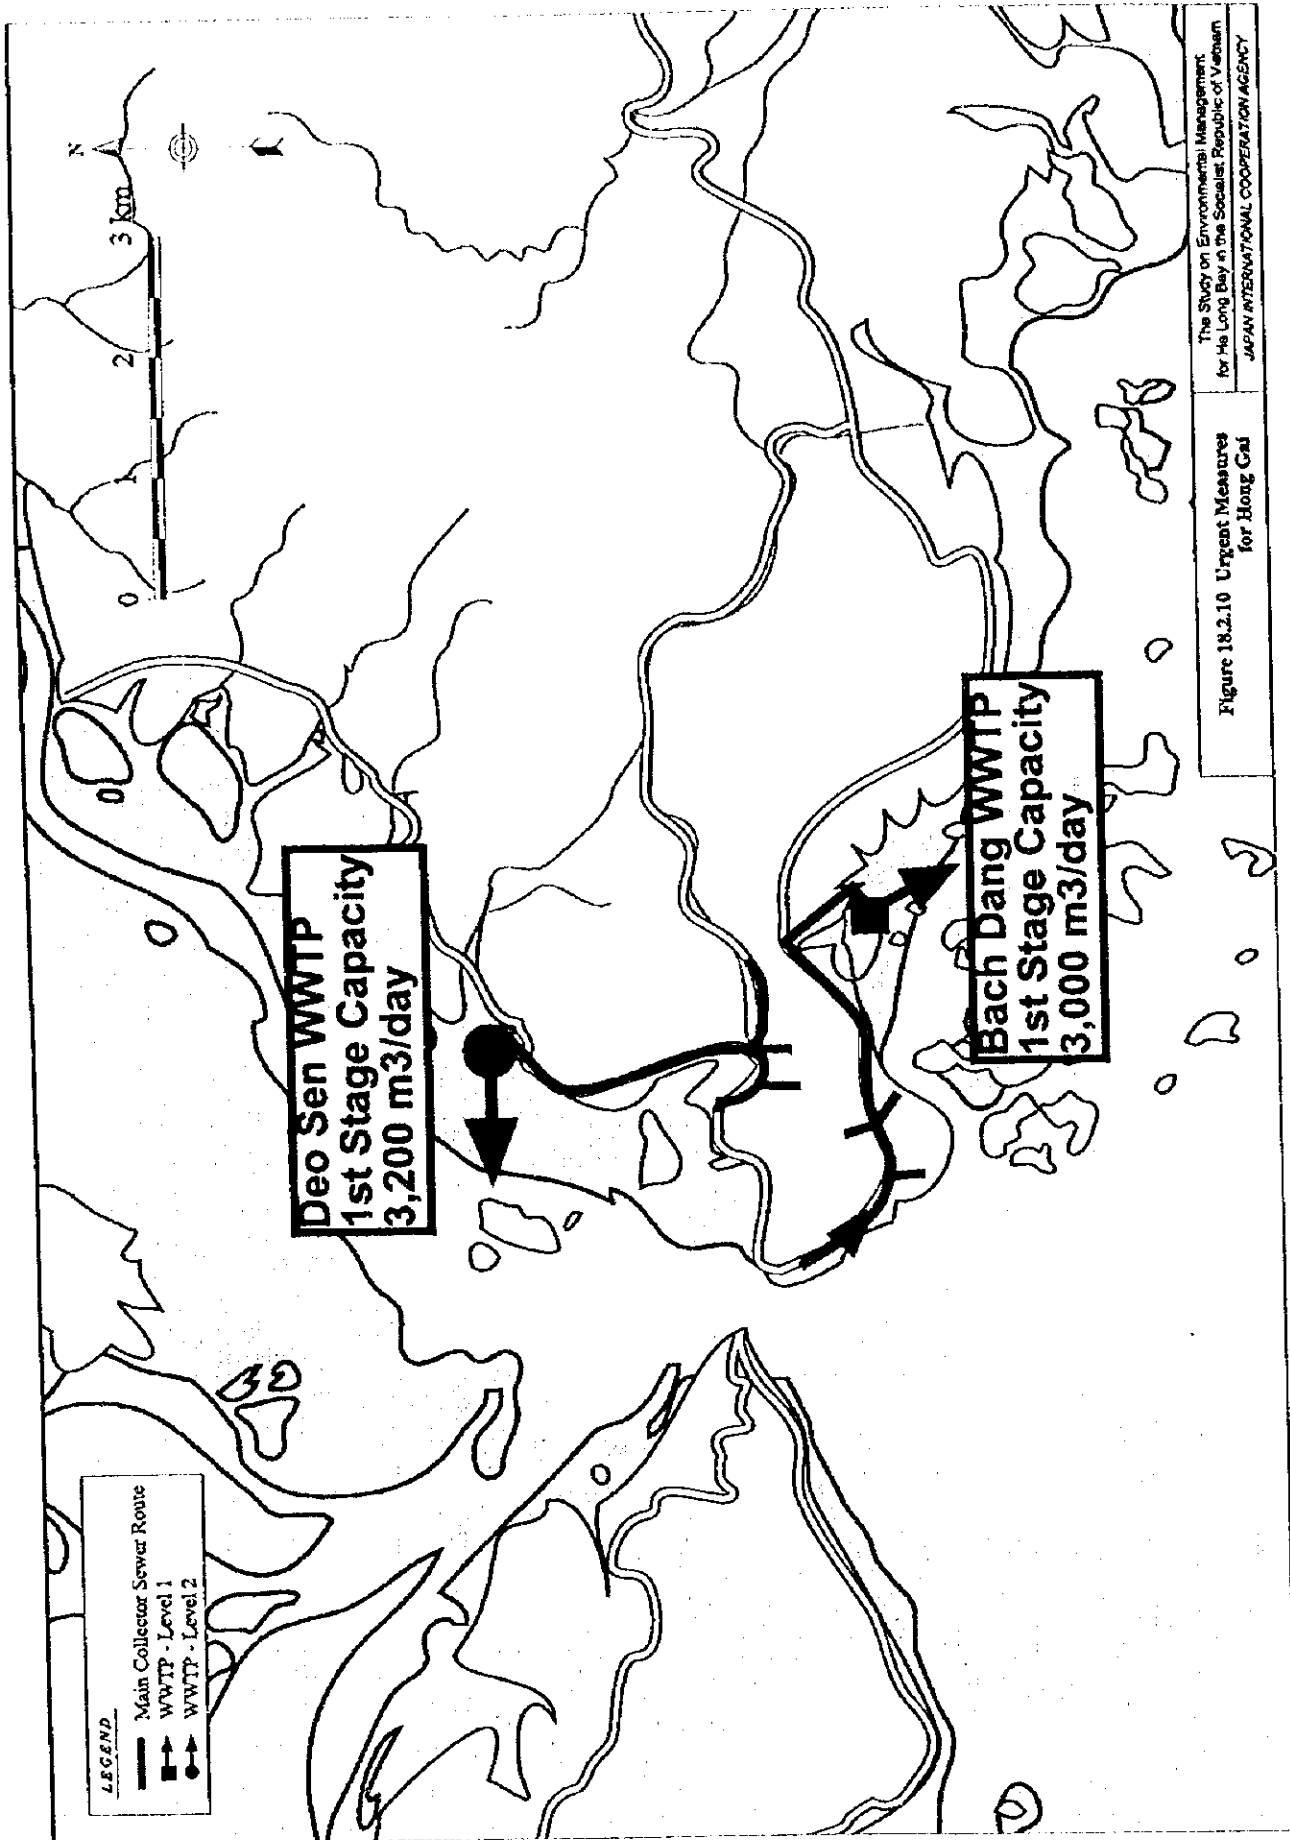 LEGEND
Main Collector Sewer Route
WWTP - Level 1
WWTP - Level 2
Deo Sen WWTP
1st Stage Capacity
3,200 m3/day
0 1 2 3 km
N
Bach Dang WWTP
1st Stage Capacity
3,000 m3/day
Figure 18.2.10 Urgent Measures
for Hong Gai
The Study on Environmental Management
for Ha Long Bay in the Socialist Republic of Vietnam
JAPAN INTERNATIONAL COOPERATION AGENCY